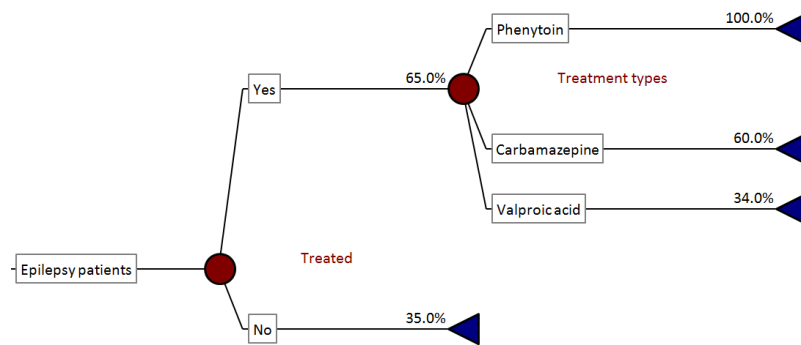 Phenytoin
100.0%
Yes
65.0%
Treatment types
Carbamazepine
60.0%
Valproic acid
34.0%
Epilepsy patients
Treated
No
35.0%